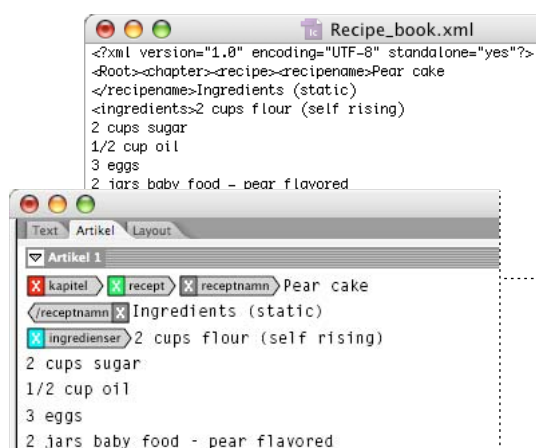 Recipe_book.xml
<?xml version="1.0" encoding="UTF-8" standalone="yes"?>
<Root><chapter><recipe><recipename>Pear cake
</recipename>Ingredients (static)
<ingredients>2 cups flour (self rising)
2 cups sugar
1/2 cup oil
3 eggs
2 jars baby food – pear flavored
Text Artikel Layout
Artikel 1
X kapitel X recept X receptnamn Pear cake
/receptnamn X Ingredients (static)
X ingredienser 2 cups flour (self rising)
2 cups sugar
1/2 cup oil
3 eggs
2 jars baby food - pear flavored